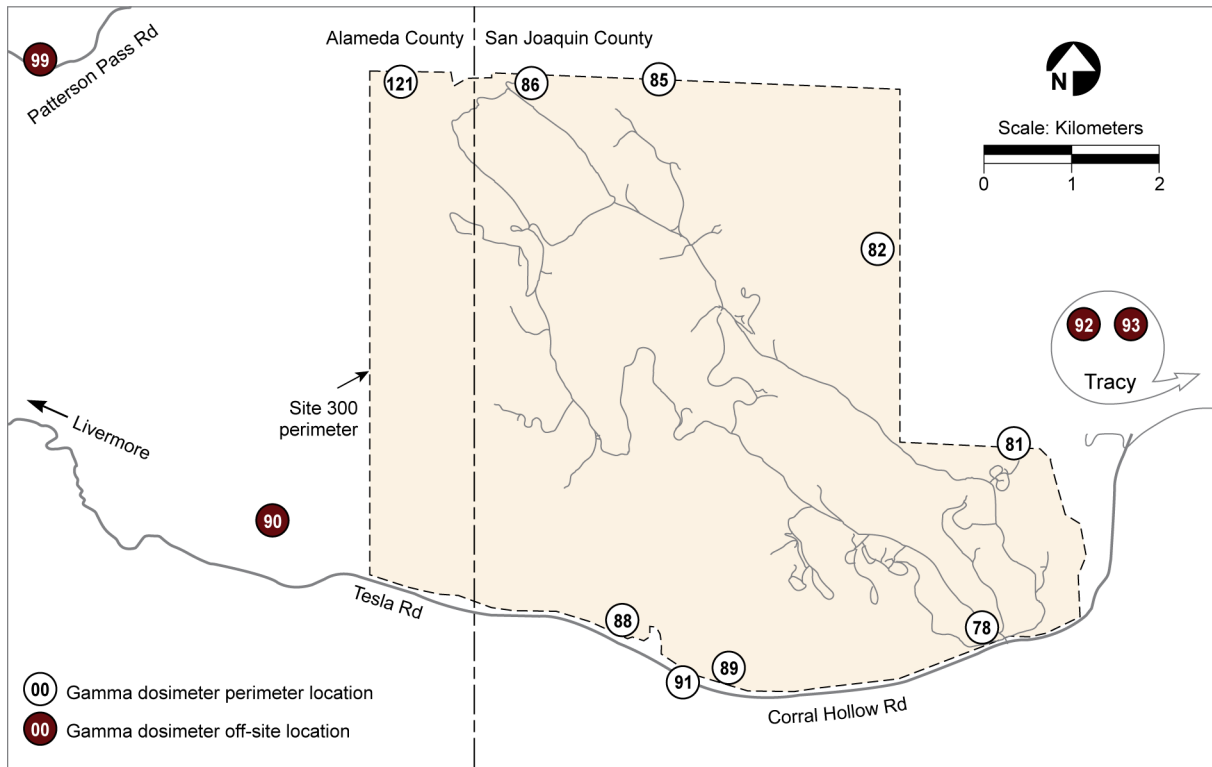 99
Patterson Pass Rd
Alameda County
San Joaquin County
121
86
85
N
Scale: Kilometers
0 1 2
82
92
93
Tracy
Site 300
perimeter
Livermore
81
90
Tesla Rd
88
78
91
89
Corral Hollow Rd
00 Gamma dosimeter perimeter location
00 Gamma dosimeter off-site location